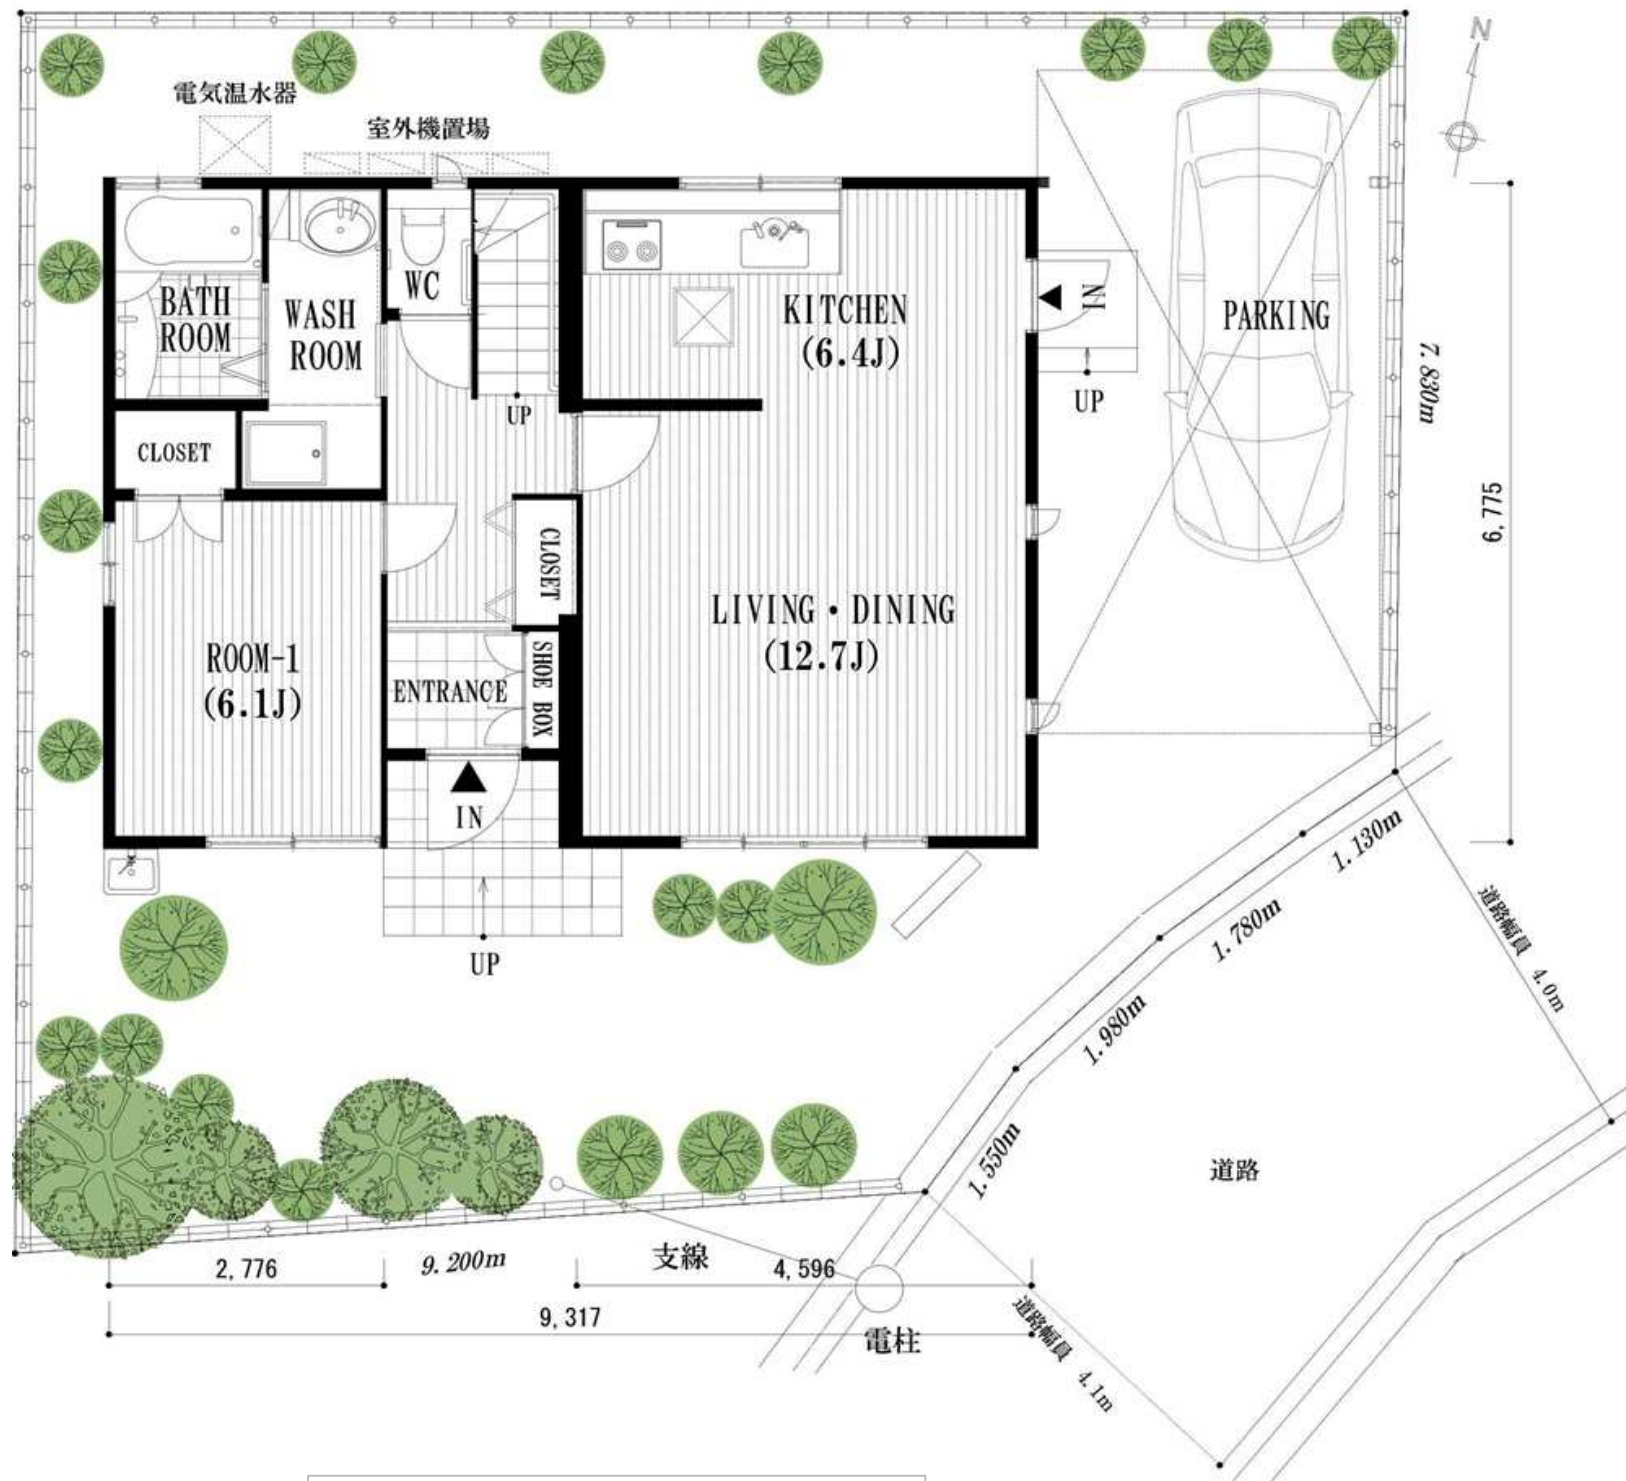 N
電気温水器
室外機置場
BATH
ROOM
WASH
ROOM
WC
UP
KITCHEN
(6.4J)
IN
UP
PARKING
7.830m
6,775
CLOSET
CLOSET
LIVING・DINING
(12.7J)
ROOM-1
(6.1J)
ENTRANCE
SHOE BOX
IN
UP
1.130m
1.780m
1.980m
1.550m
道路幅員 4.0m
道路
2,776
9.200m
支線
4,596
9,317
電柱
道路幅員 4.1m